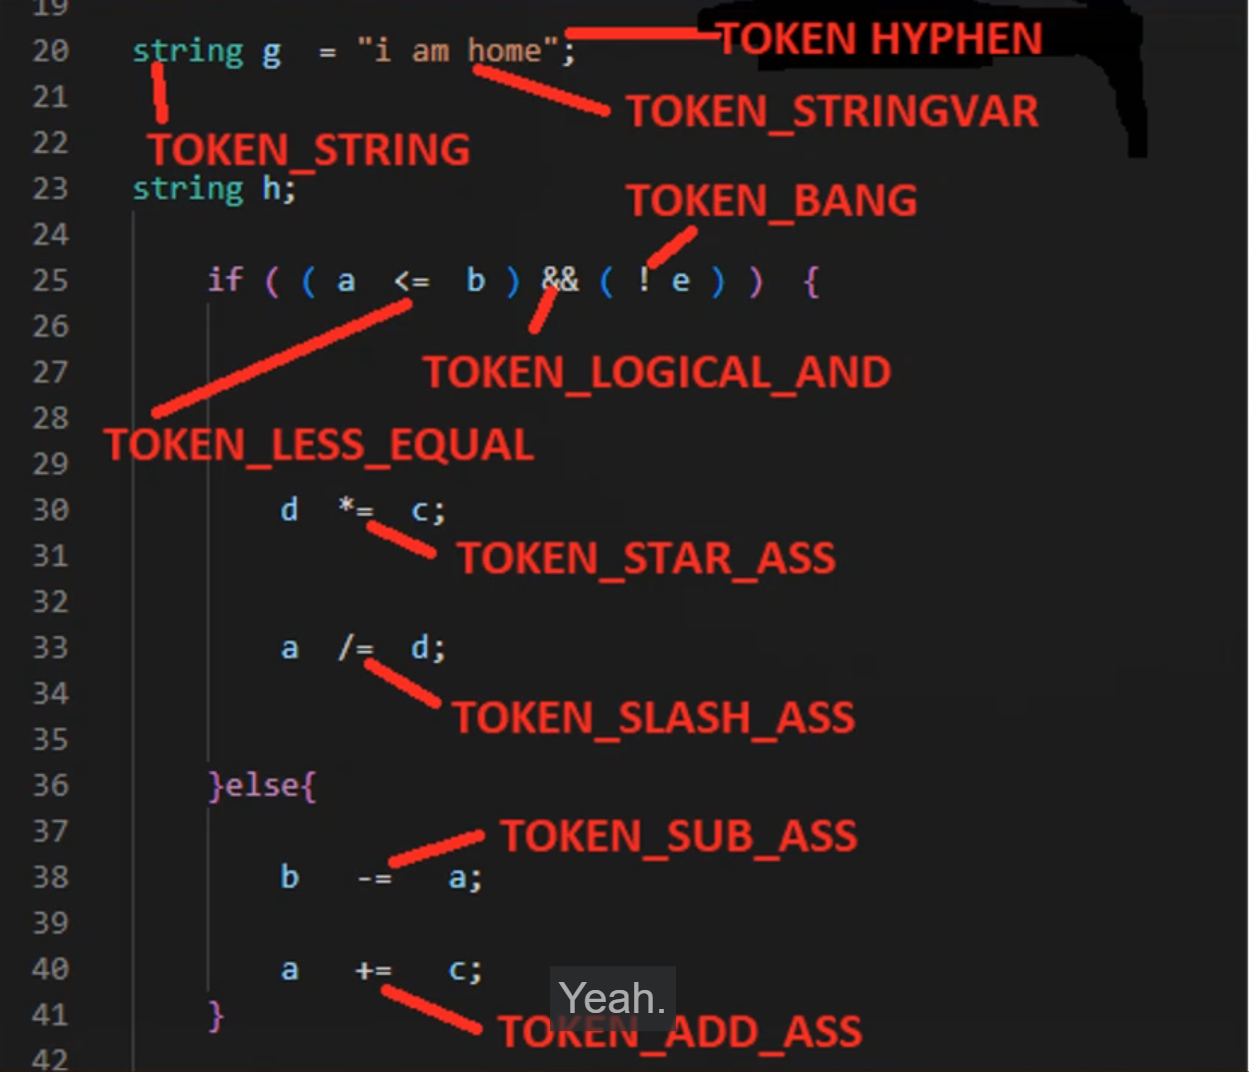 19
20 string g = "i am home"; TOKEN HYPHEN
21 TOKEN_STRINGVAR
22 TOKEN_STRING
23 string h; TOKEN_BANG
24
25 if ( ( a <= b ) && ( ! e ) ) {
26
27 TOKEN_LOGICAL_AND
28
TOKEN_LESS_EQUAL
29
30 d *= c;
31 TOKEN_STAR_ASS
32
33 a /= d;
34
TOKEN_SLASH_ASS
35
36 }else{
37 TOKEN_SUB_ASS
38 b -= a;
39
40 a += c;
Yeah.
41 } TOKEN_ADD_ASS
42